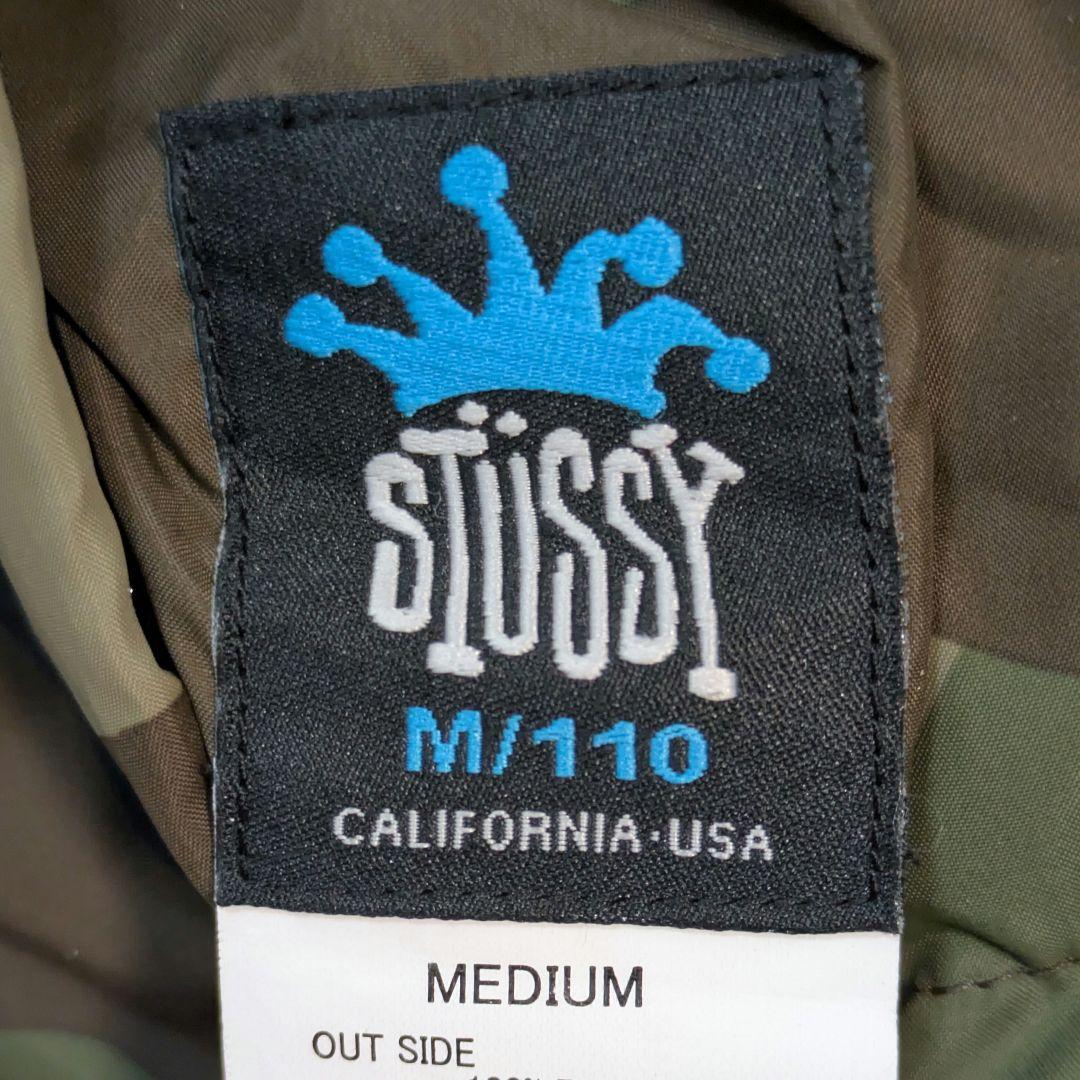 STÜSSY
M/110
CALIFORNIA·USA
MEDIUM
OUT SIDE